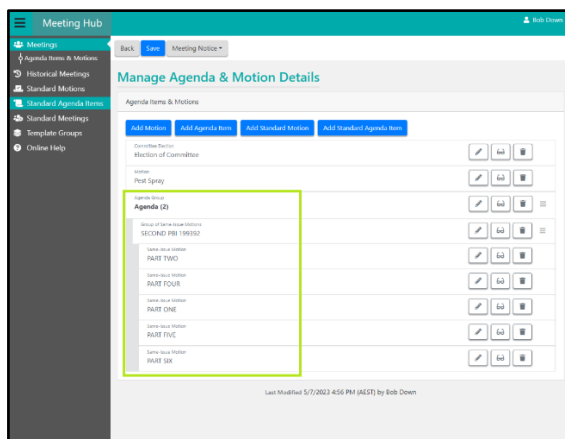 Meeting Hub
Bob Down
Meetings
Agenda Items & Motions
Historical Meetings
Standard Motions
Standard Agenda Items
Standard Meetings
Template Groups
Online Help
Back Save Meeting Notice
Manage Agenda & Motion Details
Agenda Items & Motions
Add Motion Add Agenda Item Add Standard Motion Add Standard Agenda Item
Committee Election
Election of Committee
Motion
Pest Spray
Agenda Group
Agenda (2)
Group of Same Issue Motions
SECOND PBI 199392
Same-Issue Motion
PART TWO
Same-Issue Motion
PART FOUR
Same-Issue Motion
PART ONE
Same-Issue Motion
PART FIVE
Same-Issue Motion
PART SIX
Last Modified 5/7/2023 4:56 PM (AEST) by Bob Down